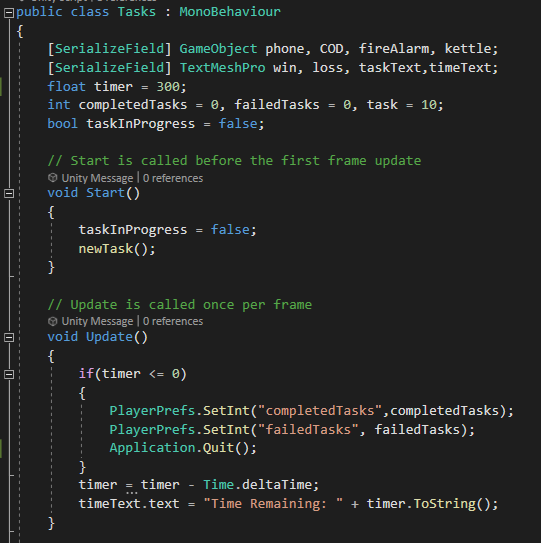 public class Tasks : MonoBehaviour
{
[SerializeField] GameObject phone, COD, fireAlarm, kettle;
[SerializeField] TextMeshPro win, loss, taskText,timeText;
float timer = 300;
int completedTasks = 0, failedTasks = 0, task = 10;
bool taskInProgress = false;
// Start is called before the first frame update
Unity Message | 0 references
void Start()
{
taskInProgress = false;
newTask();
}
// Update is called once per frame
Unity Message | 0 references
void Update()
{
if(timer <= 0)
{
PlayerPrefs.SetInt("completedTasks",completedTasks);
PlayerPrefs.SetInt("failedTasks", failedTasks);
Application.Quit();
}
timer = timer - Time.deltaTime;
timeText.text = "Time Remaining: " + timer.ToString();
}